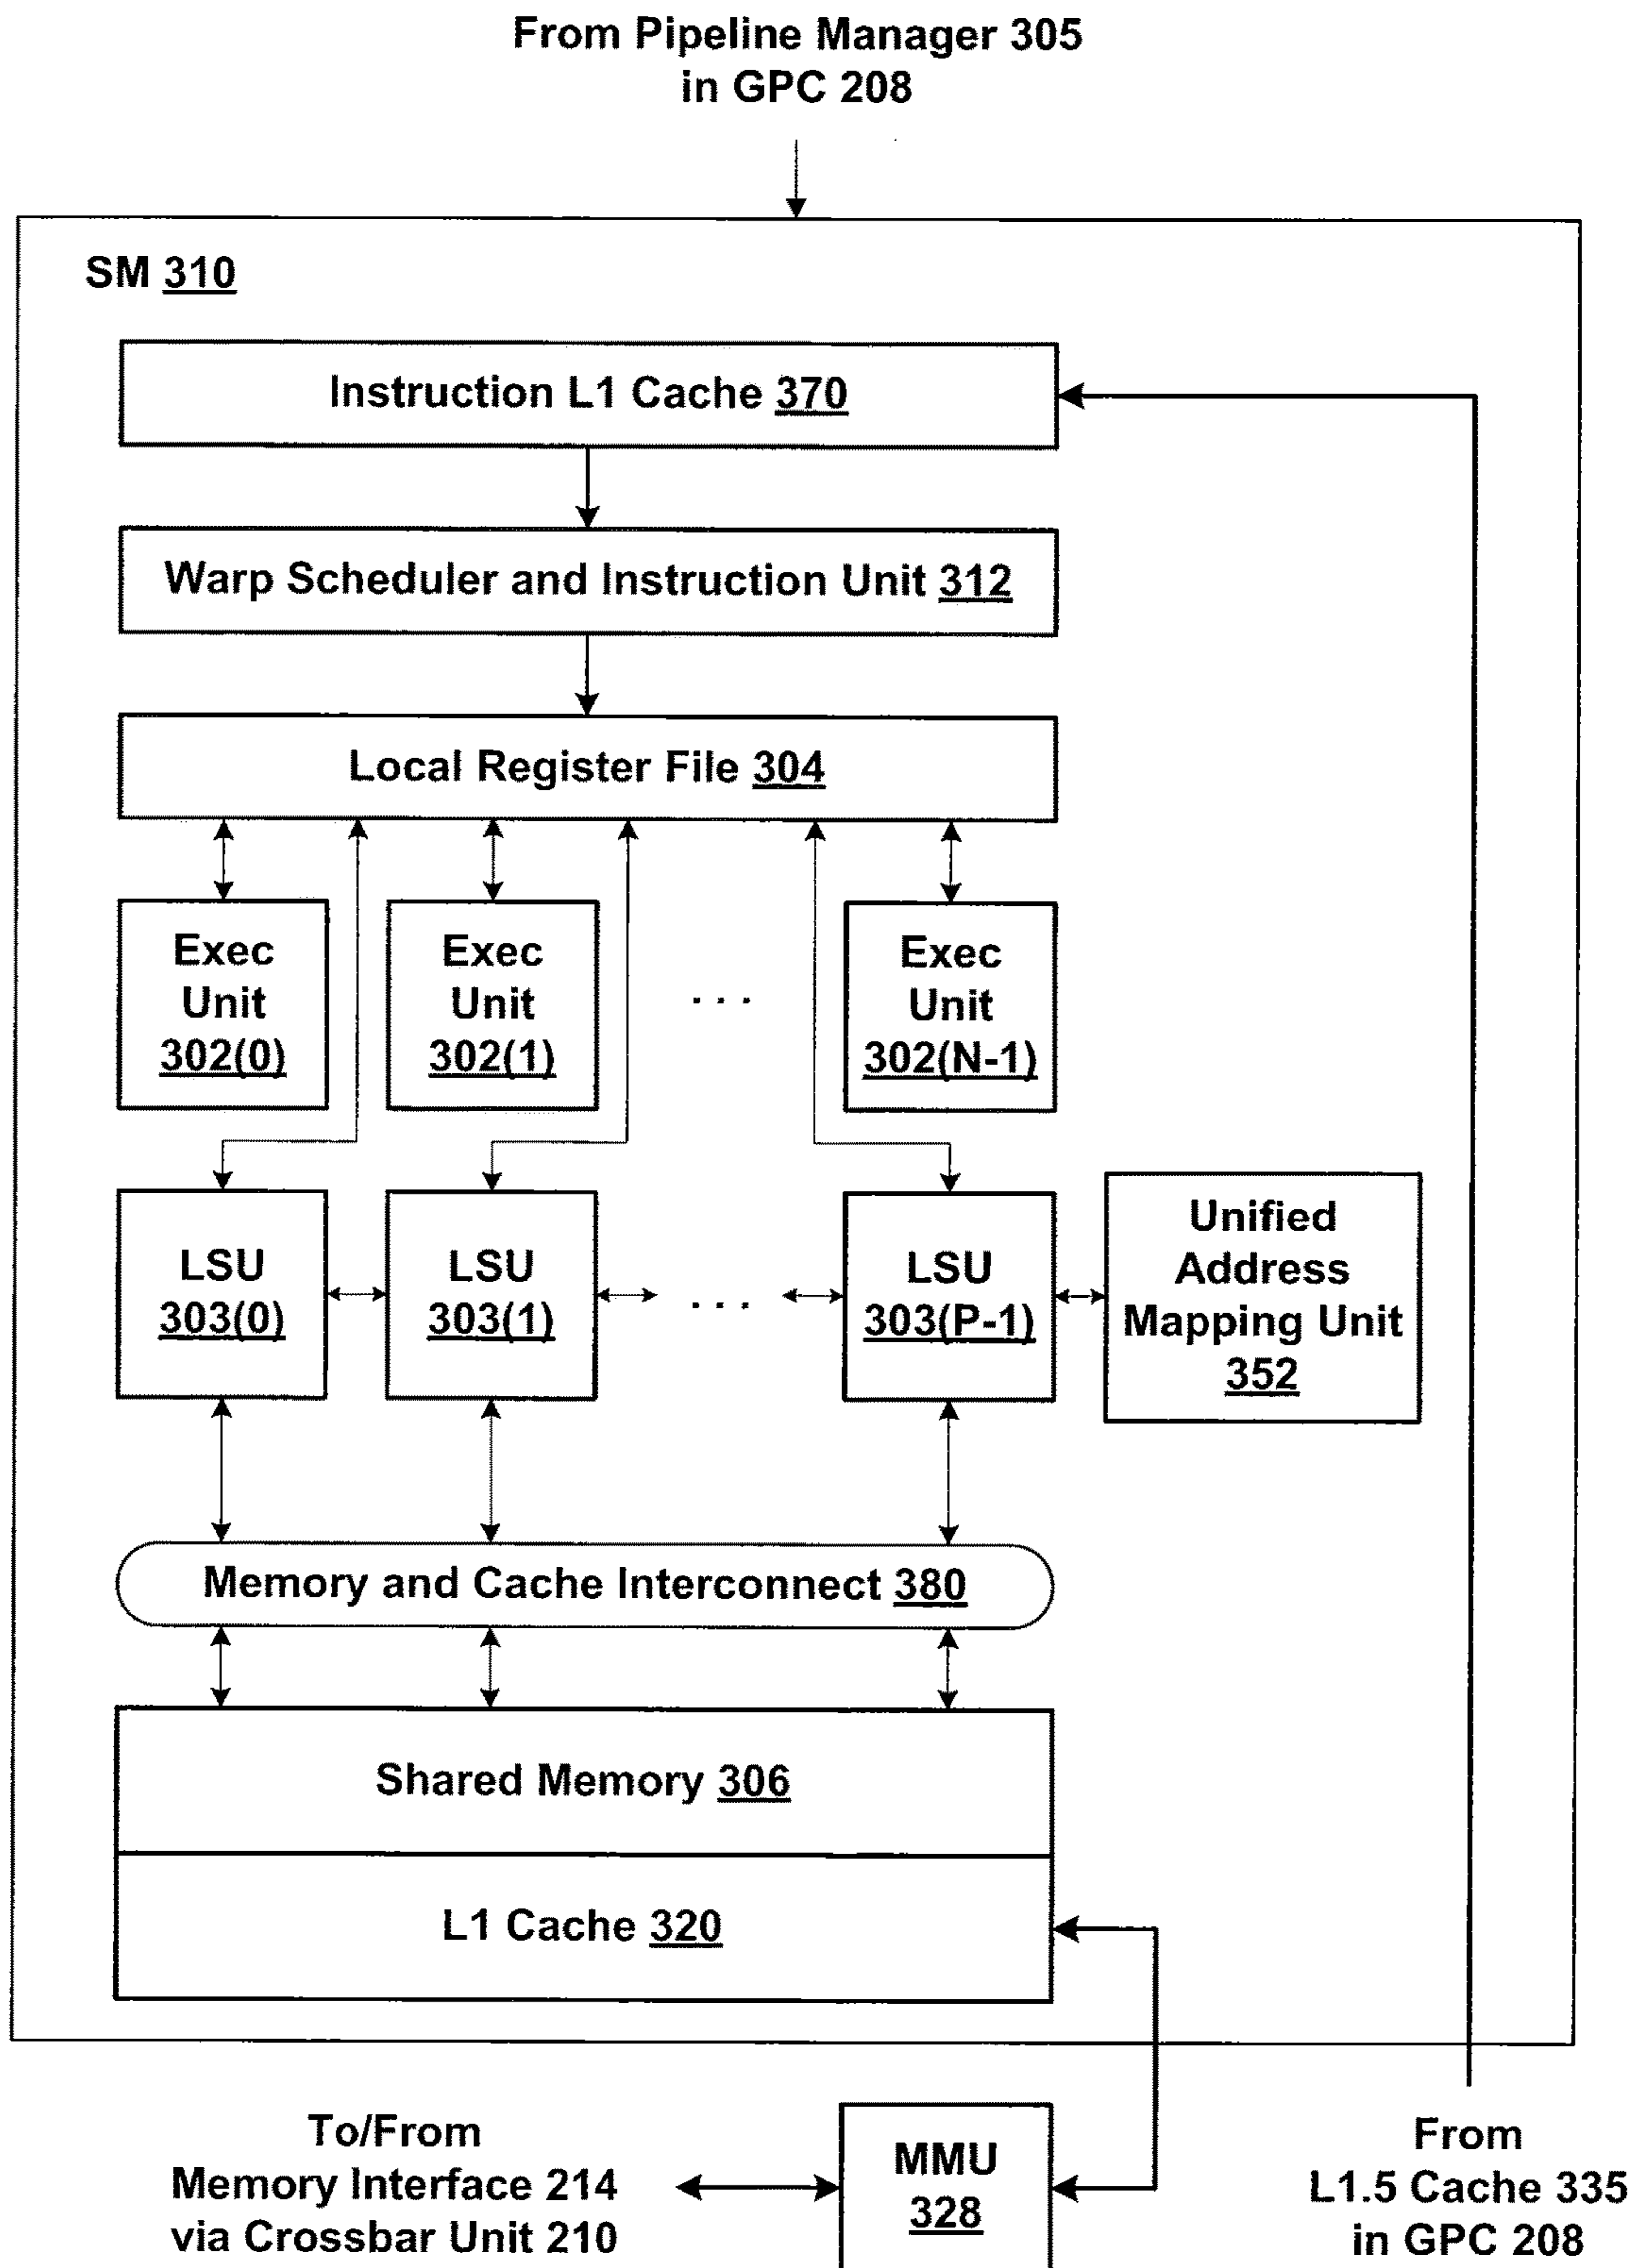 From Pipeline Manager 305
in GPC 208
SM 310
Instruction L1 Cache 370
Warp Scheduler and Instruction Unit 312
Local Register File 304
Exec
Unit
302(0)
Exec
Unit
302(1)
. . .
Exec
Unit
302(N-1)
LSU
303(0)
LSU
303(1)
. . .
LSU
303(P-1)
Unified
Address
Mapping Unit
352
Memory and Cache Interconnect 380
Shared Memory 306
L1 Cache 320
To/From
Memory Interface 214
via Crossbar Unit 210
MMU
328
From
L1.5 Cache 335
in GPC 208